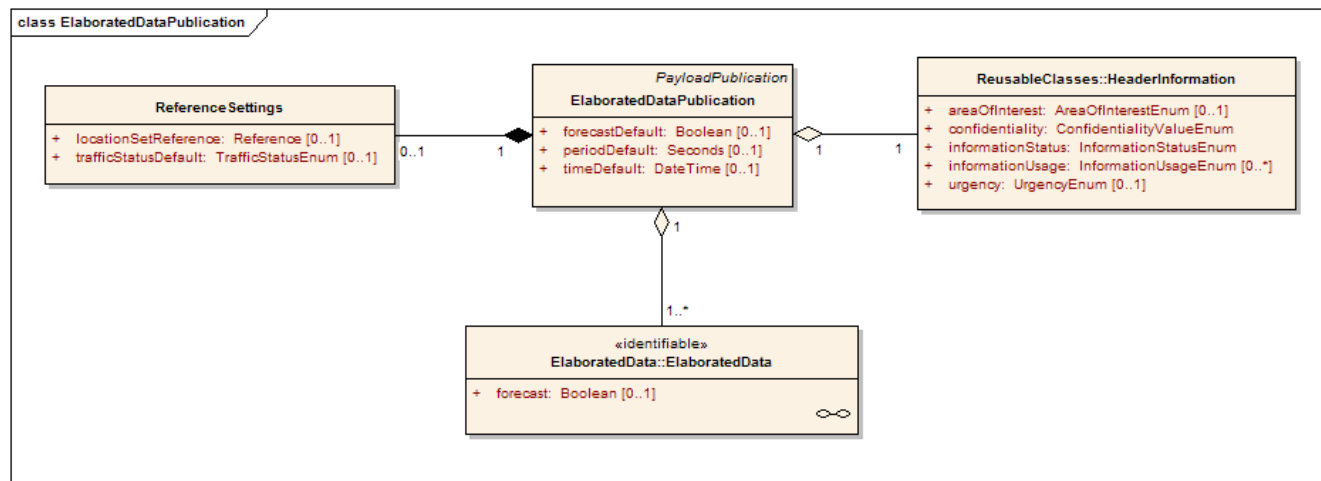 class ElaboratedDataPublication
ReferenceSettings
+ locationSetReference: Reference [0..1]
+ trafficStatusDefault: TrafficStatusEnum [0..1]
0..1
1
PayloadPublication
ElaboratedDataPublication
+ forecastDefault: Boolean [0..1]
+ periodDefault: Seconds [0..1]
+ timeDefault: DateTime [0..1]
1
1
ReusableClasses::HeaderInformation
+ areaOfInterest: AreaOfInterestEnum [0..1]
+ confidentiality: ConfidentialityValueEnum
+ informationStatus: InformationStatusEnum
+ informationUsage: InformationUsageEnum [0..*]
+ urgency: UrgencyEnum [0..1]
1
1..*
«identifiable»
ElaboratedData::ElaboratedData
+ forecast: Boolean [0..1]